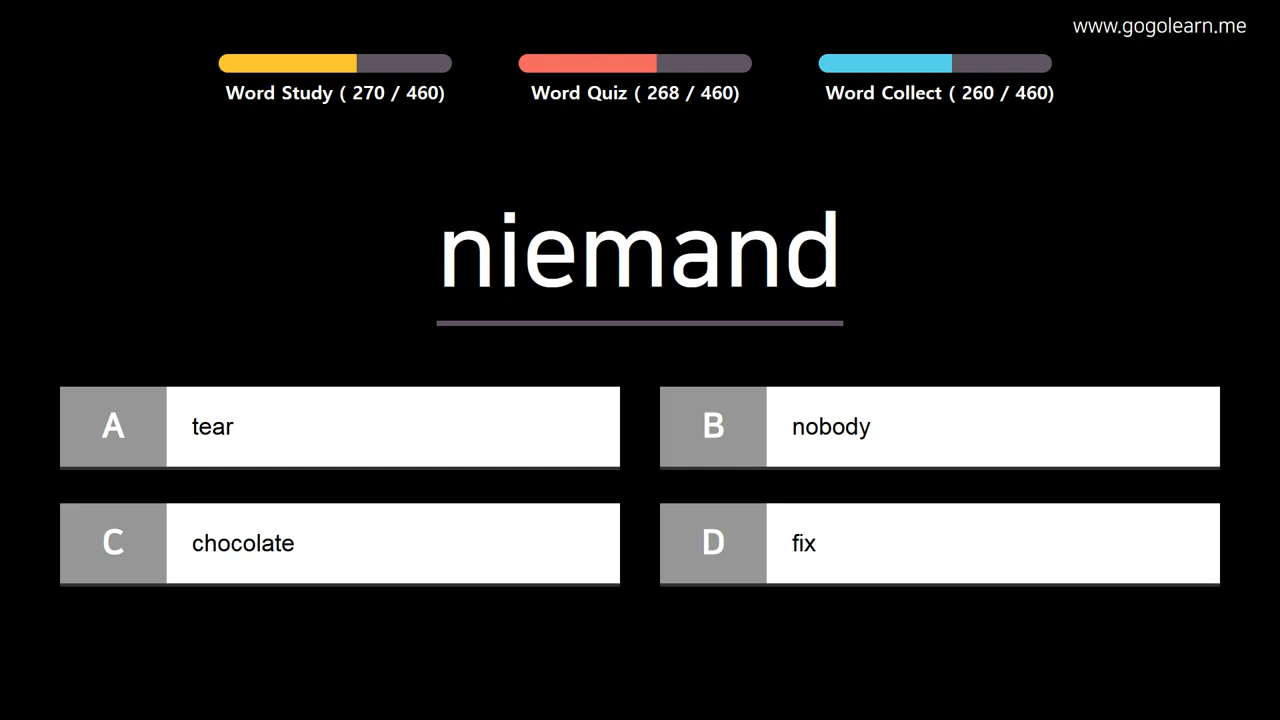 www.gogolearn.me
Word Study ( 270 / 460)
Word Quiz ( 268 / 460)
Word Collect ( 260 / 460)
niemand
A tear
B nobody
C chocolate
D fix